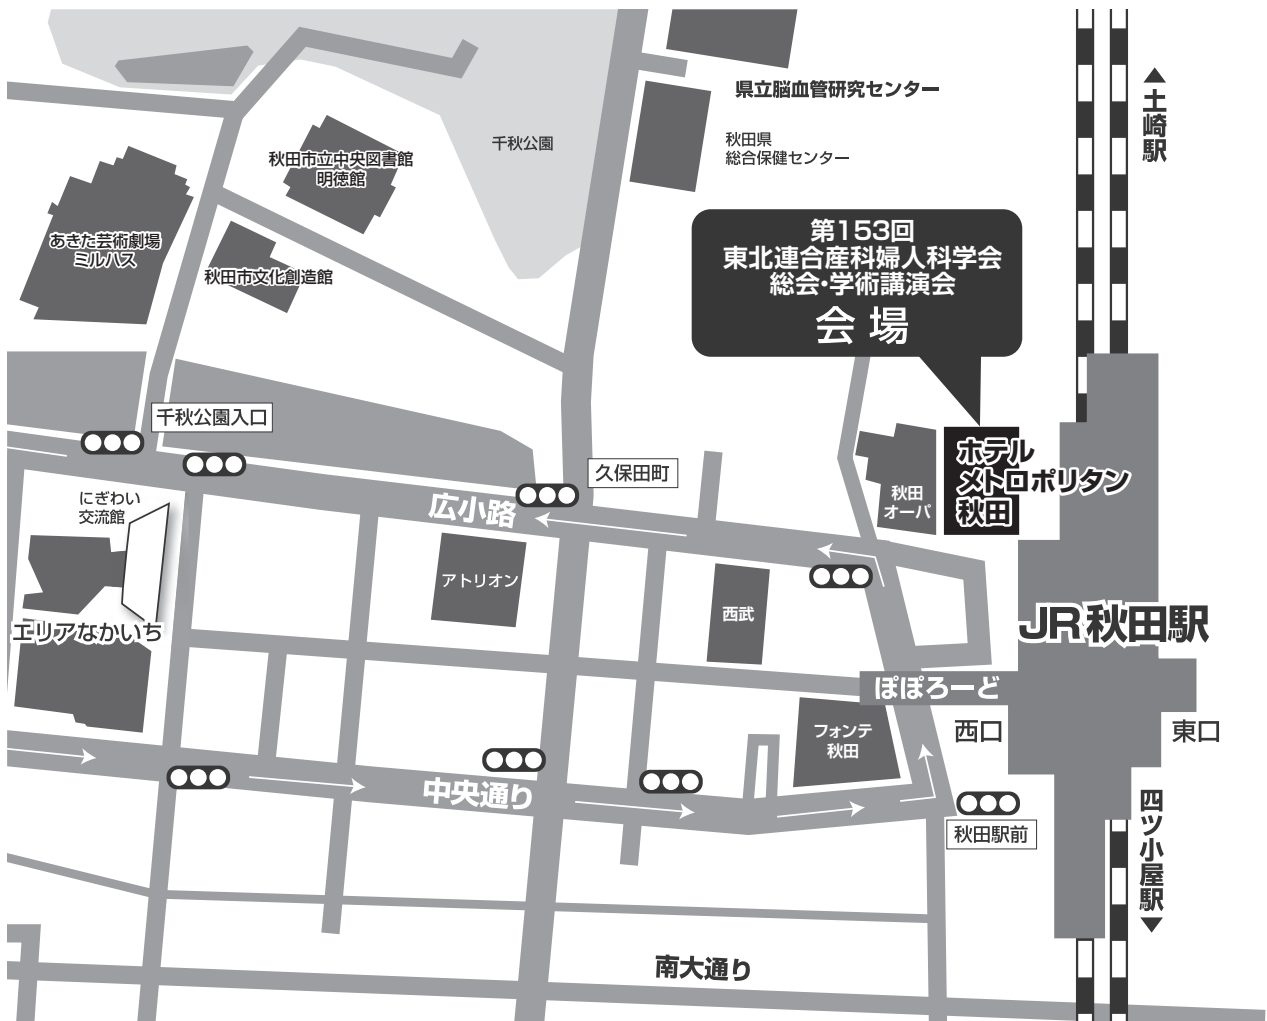 県立脳血管研究センター
▲土崎駅
秋田県
総合保健センター
千秋公園
秋田市立中央図書館
明徳館
あきた芸術劇場
ミルハス
秋田市文化創造館
第153回
東北連合産科婦人科学会
総会・学術講演会
会場
千秋公園入口
久保田町
ホテル
メトロポリタン
秋田
秋田
オーパ
にぎわい
交流館
広小路
アトリオン
西武
エリアなかいち
JR秋田駅
ぽぽろーど
西口
東口
フォンテ
秋田
中央通り
秋田駅前
四ツ小屋駅▼
南大通り